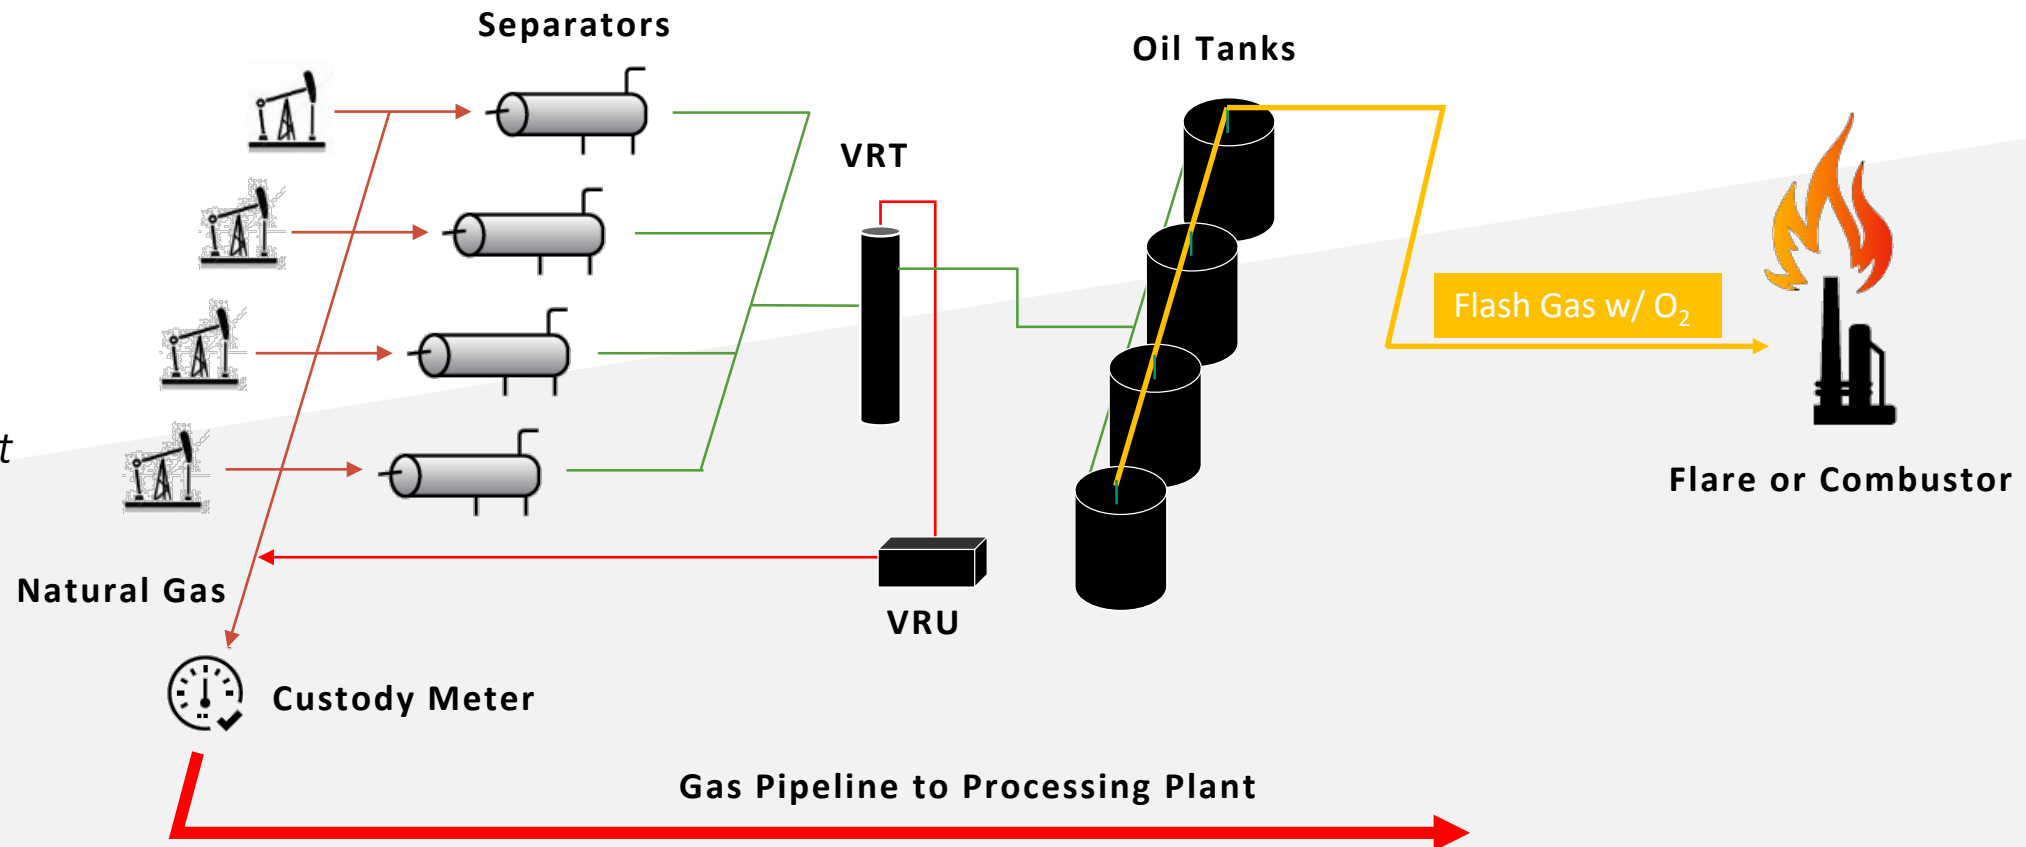 Separators
Oil Tanks
VRT
Flash Gas w/ O₂
t
Flare or Combustor
Natural Gas
VRU
Custody Meter
Gas Pipeline to Processing Plant